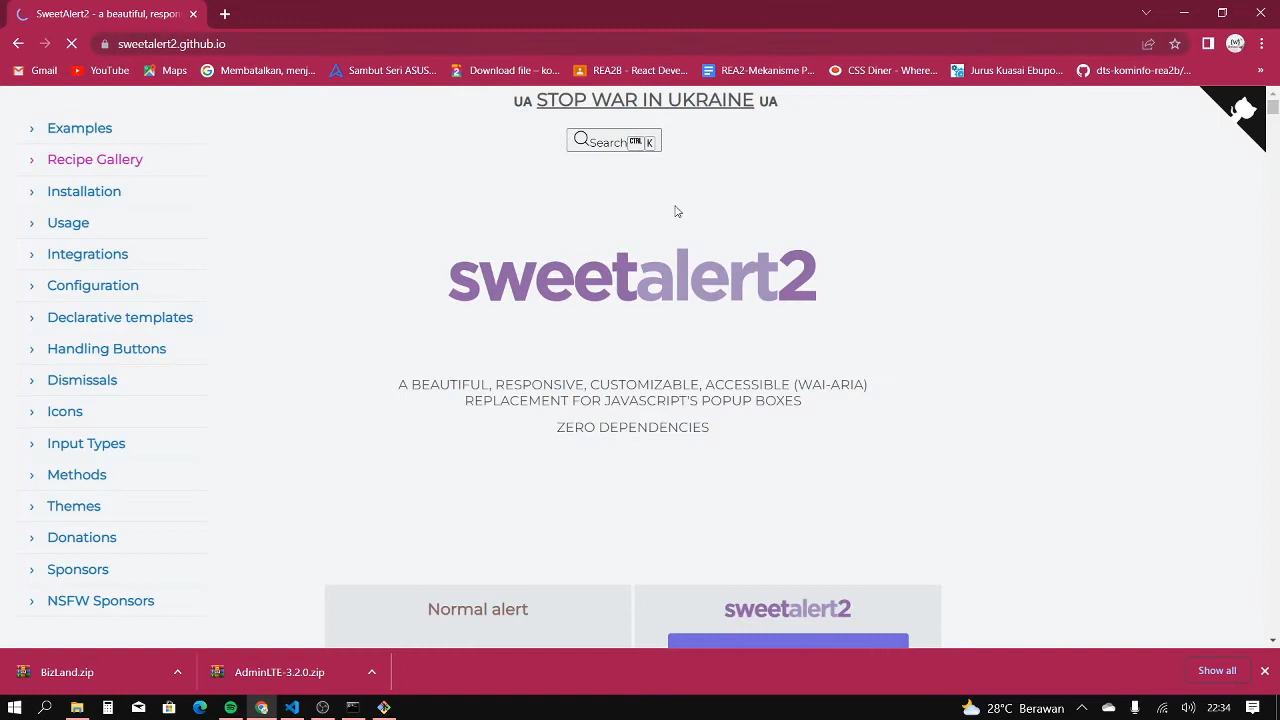 SweetAlert2 - a beautiful, respon
sweetalert2.github.io
Gmail
YouTube
Maps
Membatalkan, menj...
Sambut Seri ASUS...
Download file – ko...
REA2B - React Deve...
REA2-Mekanisme P...
CSS Diner - Where...
Jurus Kuasai Ebupo...
dts-kominfo-rea2b/...
»
UA STOP WAR IN UKRAINE UA
Search CTRL K
› Examples
› Recipe Gallery
› Installation
› Usage
› Integrations
› Configuration
› Declarative templates
› Handling Buttons
› Dismissals
› Icons
› Input Types
› Methods
› Themes
› Donations
› Sponsors
› NSFW Sponsors
sweetalert2
A BEAUTIFUL, RESPONSIVE, CUSTOMIZABLE, ACCESSIBLE (WAI-ARIA)
REPLACEMENT FOR JAVASCRIPT'S POPUP BOXES
ZERO DEPENDENCIES
Normal alert
sweetalert2
BizLand.zip
AdminLTE-3.2.0.zip
Show all
28°C Berawan
22:34